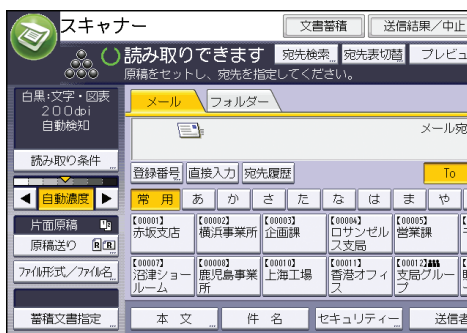 スキャナー
文書蓄積
送信結果/中止
読み取りできます
宛先検索
宛先表切替
プレビュ
原稿をセットし、宛先を指定してください。
白黒:文字・図表
200dpi
自動検知
メール
フォルダー
メール宛
読み取り条件
登録番号
直接入力
宛先履歴
To
自動濃度
常用
あ
か
さ
た
な
は
ま
や
片面原稿
原稿送り
[00001]
赤坂支店
[00002]
横浜事業所
[00003]
企画課
[00004]
ロサンゼルス支局
[00005]
営業課
ファイル形式/ファイル名
[00007]
沼津ショールーム
[00008]
鹿児島事業所
[00010]
上海工場
[00011]
香港オフィス
[00012]
支局グループ
蓄積文書指定
本文
件名
セキュリティー
送信者